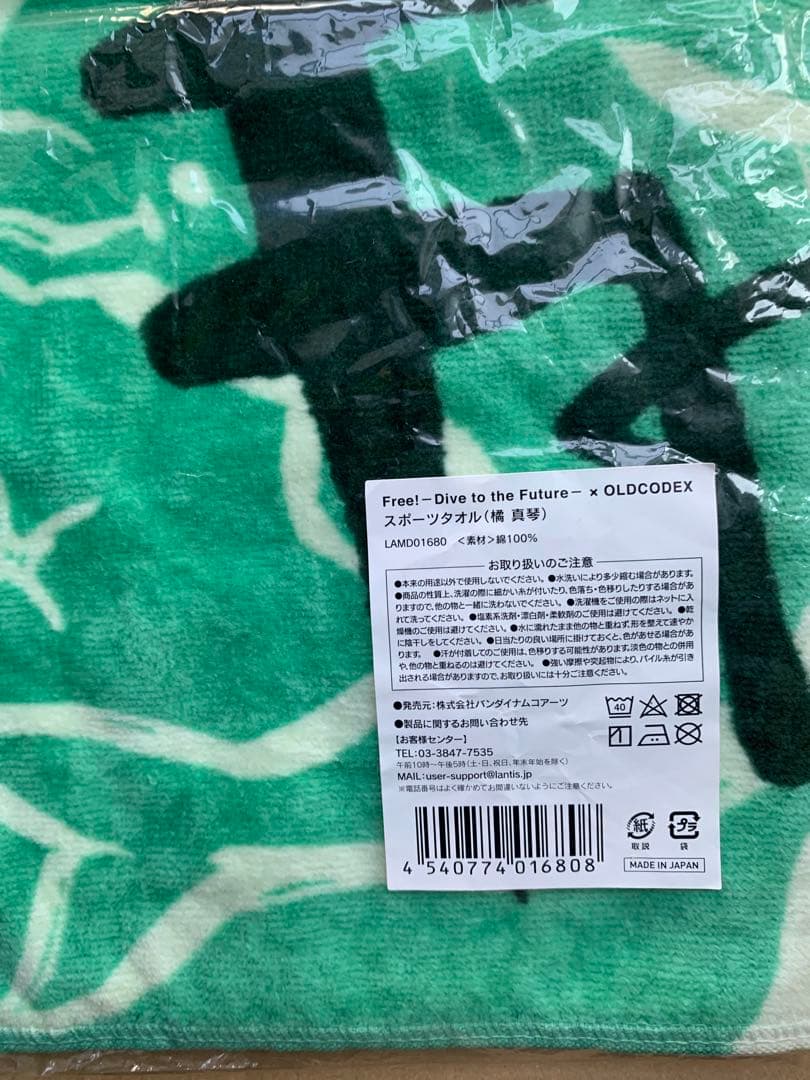 Free!－Dive to the Future－ × OLDCODEX
スポーツタオル(橘 真琴)
LAMD01680 ＜素材＞綿100%
お取り扱いのご注意
●本来の用途以外で使用しないでください。●水洗いにより多少縮む場合があります。
●商品の性質上、洗濯の際に細かい糸が付いたり、色落ち・色移りしたりする場合があ
りますので、他の物と一緒に洗わないでください。●洗濯機をご使用の際はネットに入
れて洗ってください。●塩素系洗剤・漂白剤・柔軟剤のご使用は避けてください。●乾
燥機のご使用は避けてください。●水に濡れたまま他の物と重ねず、形を整えて速やか
に陰干しをしてください。●日当たりの良い場所に掛けておくと、色があせる場合があ
ります。●汗が付着してのご使用は、色移りする可能性があります。淡色の物との併用
や、他の物と重ねるのは避けてください。●強い摩擦や突起物により、パイル糸が引き
出される場合がありますので、お取り扱いには十分ご注意ください。
●発売元：株式会社バンダイナムコアーツ
●製品に関するお問い合わせ先
【お客様センター】
TEL:03-3847-7535
午前10時～午後5時(土・日、祝日、年末年始を除く)
MAIL:user-support@lantis.jp
※電話番号はよく確かめてお間違いないようにご注意ください。
40
4 540774 016808
紙
取説
プラ
袋
MADE IN JAPAN